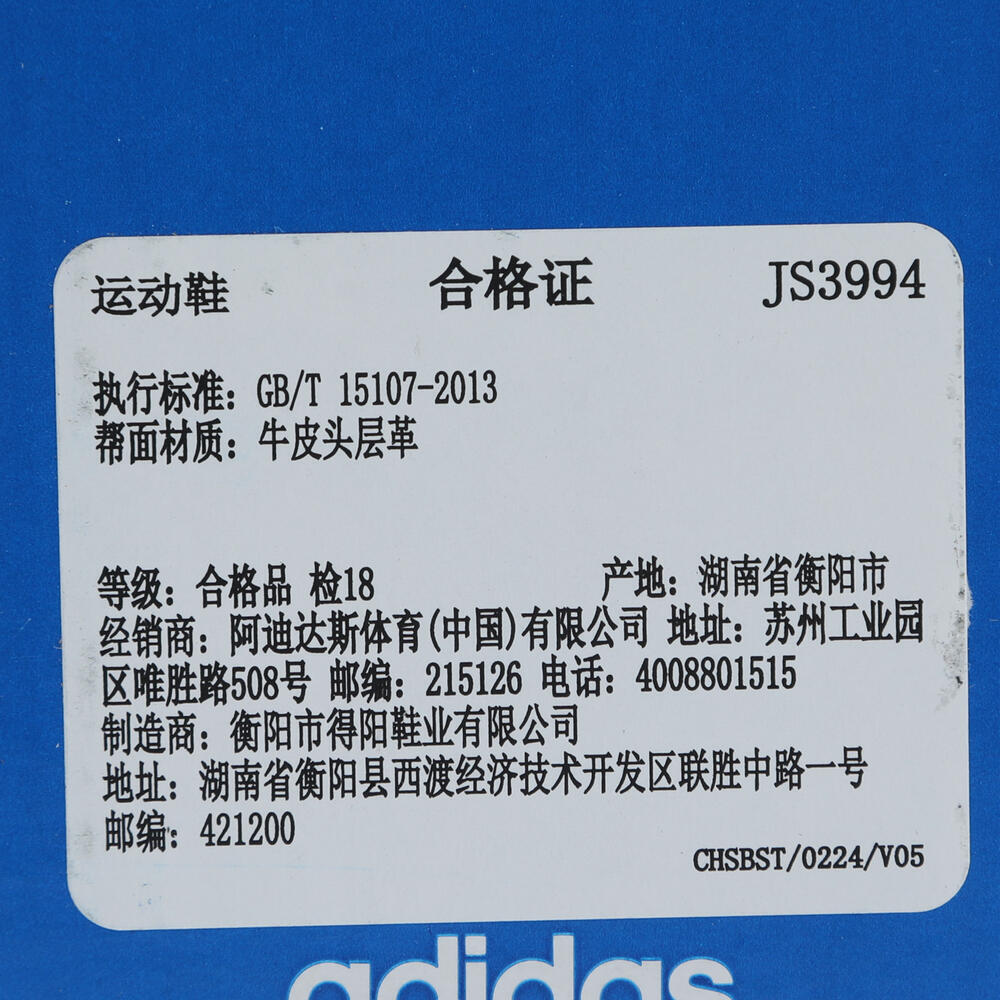 运动鞋 合格证 JS3994
执行标准：GB/T 15107-2013
帮面材质：牛皮头层革
等级：合格品 检18 产地：湖南省衡阳市
经销商：阿迪达斯体育(中国)有限公司 地址：苏州工业园
区唯胜路508号 邮编：215126 电话：4008801515
制造商：衡阳市得阳鞋业有限公司
地址：湖南省衡阳县西渡经济技术开发区联胜中路一号
邮编：421200
CHSBST/0224/V05
adidas